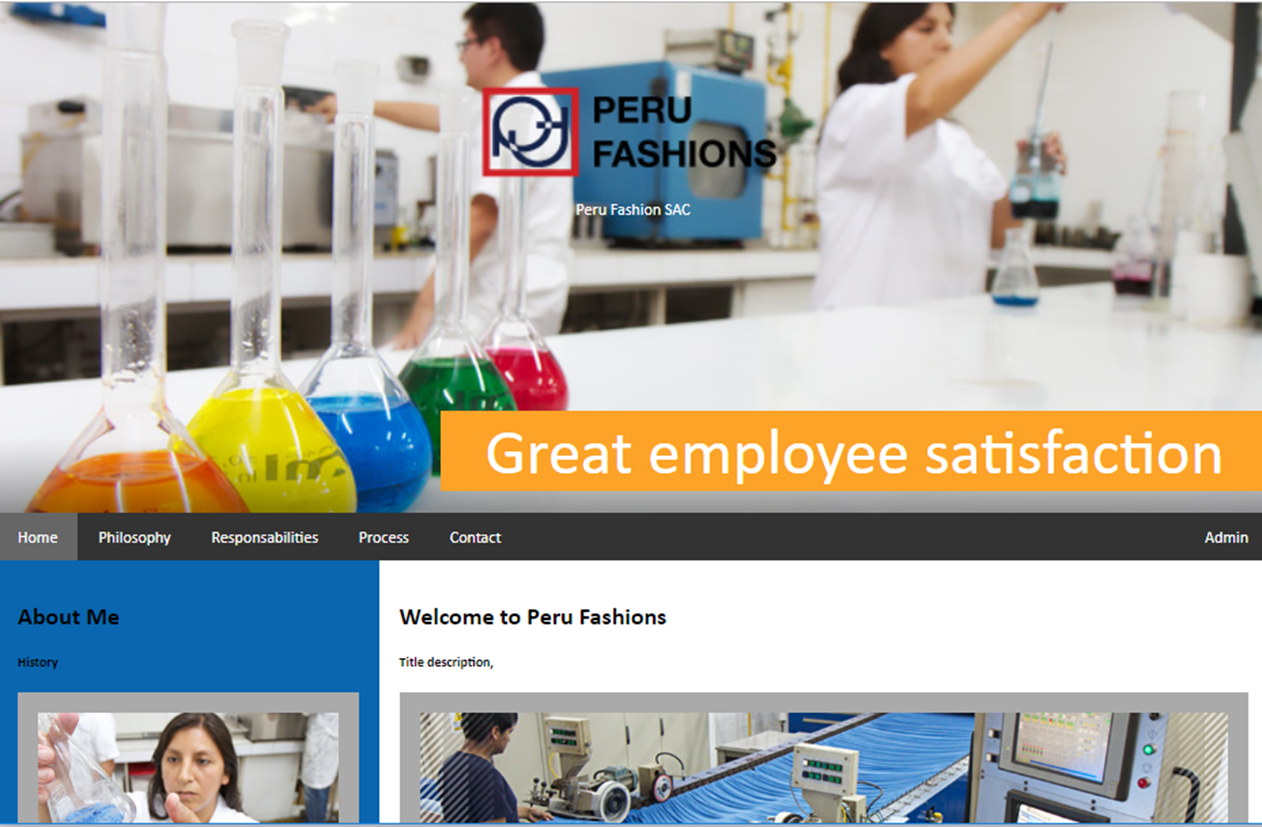 PERU
FASHIONS
Peru Fashion SAC
Great employee satisfaction
Home Philosophy Responsabilities Process Contact Admin
About Me
History
Welcome to Peru Fashions
Title description,